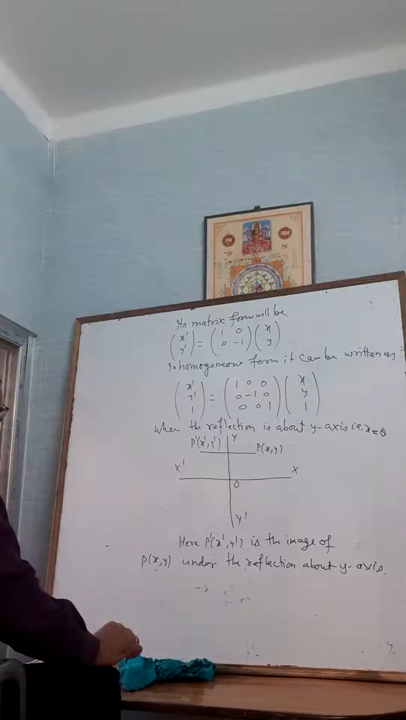 In matrix form will be
(x' y') = (1 0 0 -1) (x y)
In homogeneous form it can be written as
(x' y' 1) = (1 0 0 0 -1 0 0 0 1) (x y 1)
When the reflection is about y-axis i.e. x=0
P'(x',y') Y P(x,y)
X' X
O
Y'
Here P'(x',y') is the image of
P(x,y) under the reflection about y-axis.